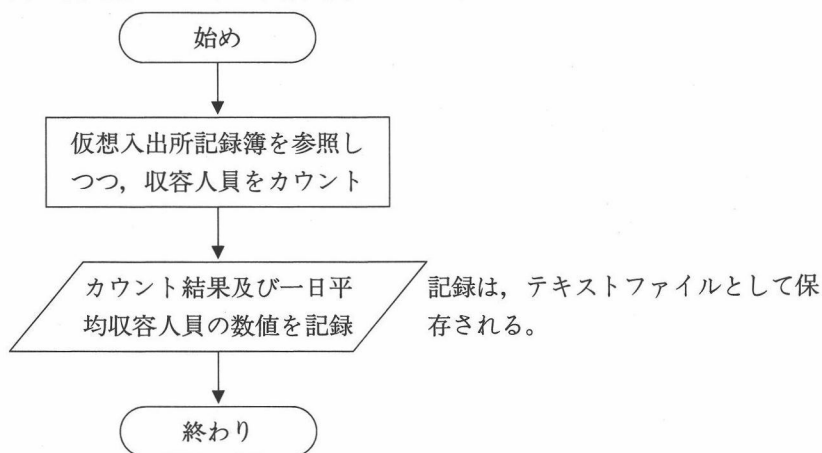 始め
仮想入出所記録簿を参照し
つつ，収容人員をカウント
カウント結果及び一日平
均収容人員の数値を記録
記録は，テキストファイルとして保
存される。
終わり